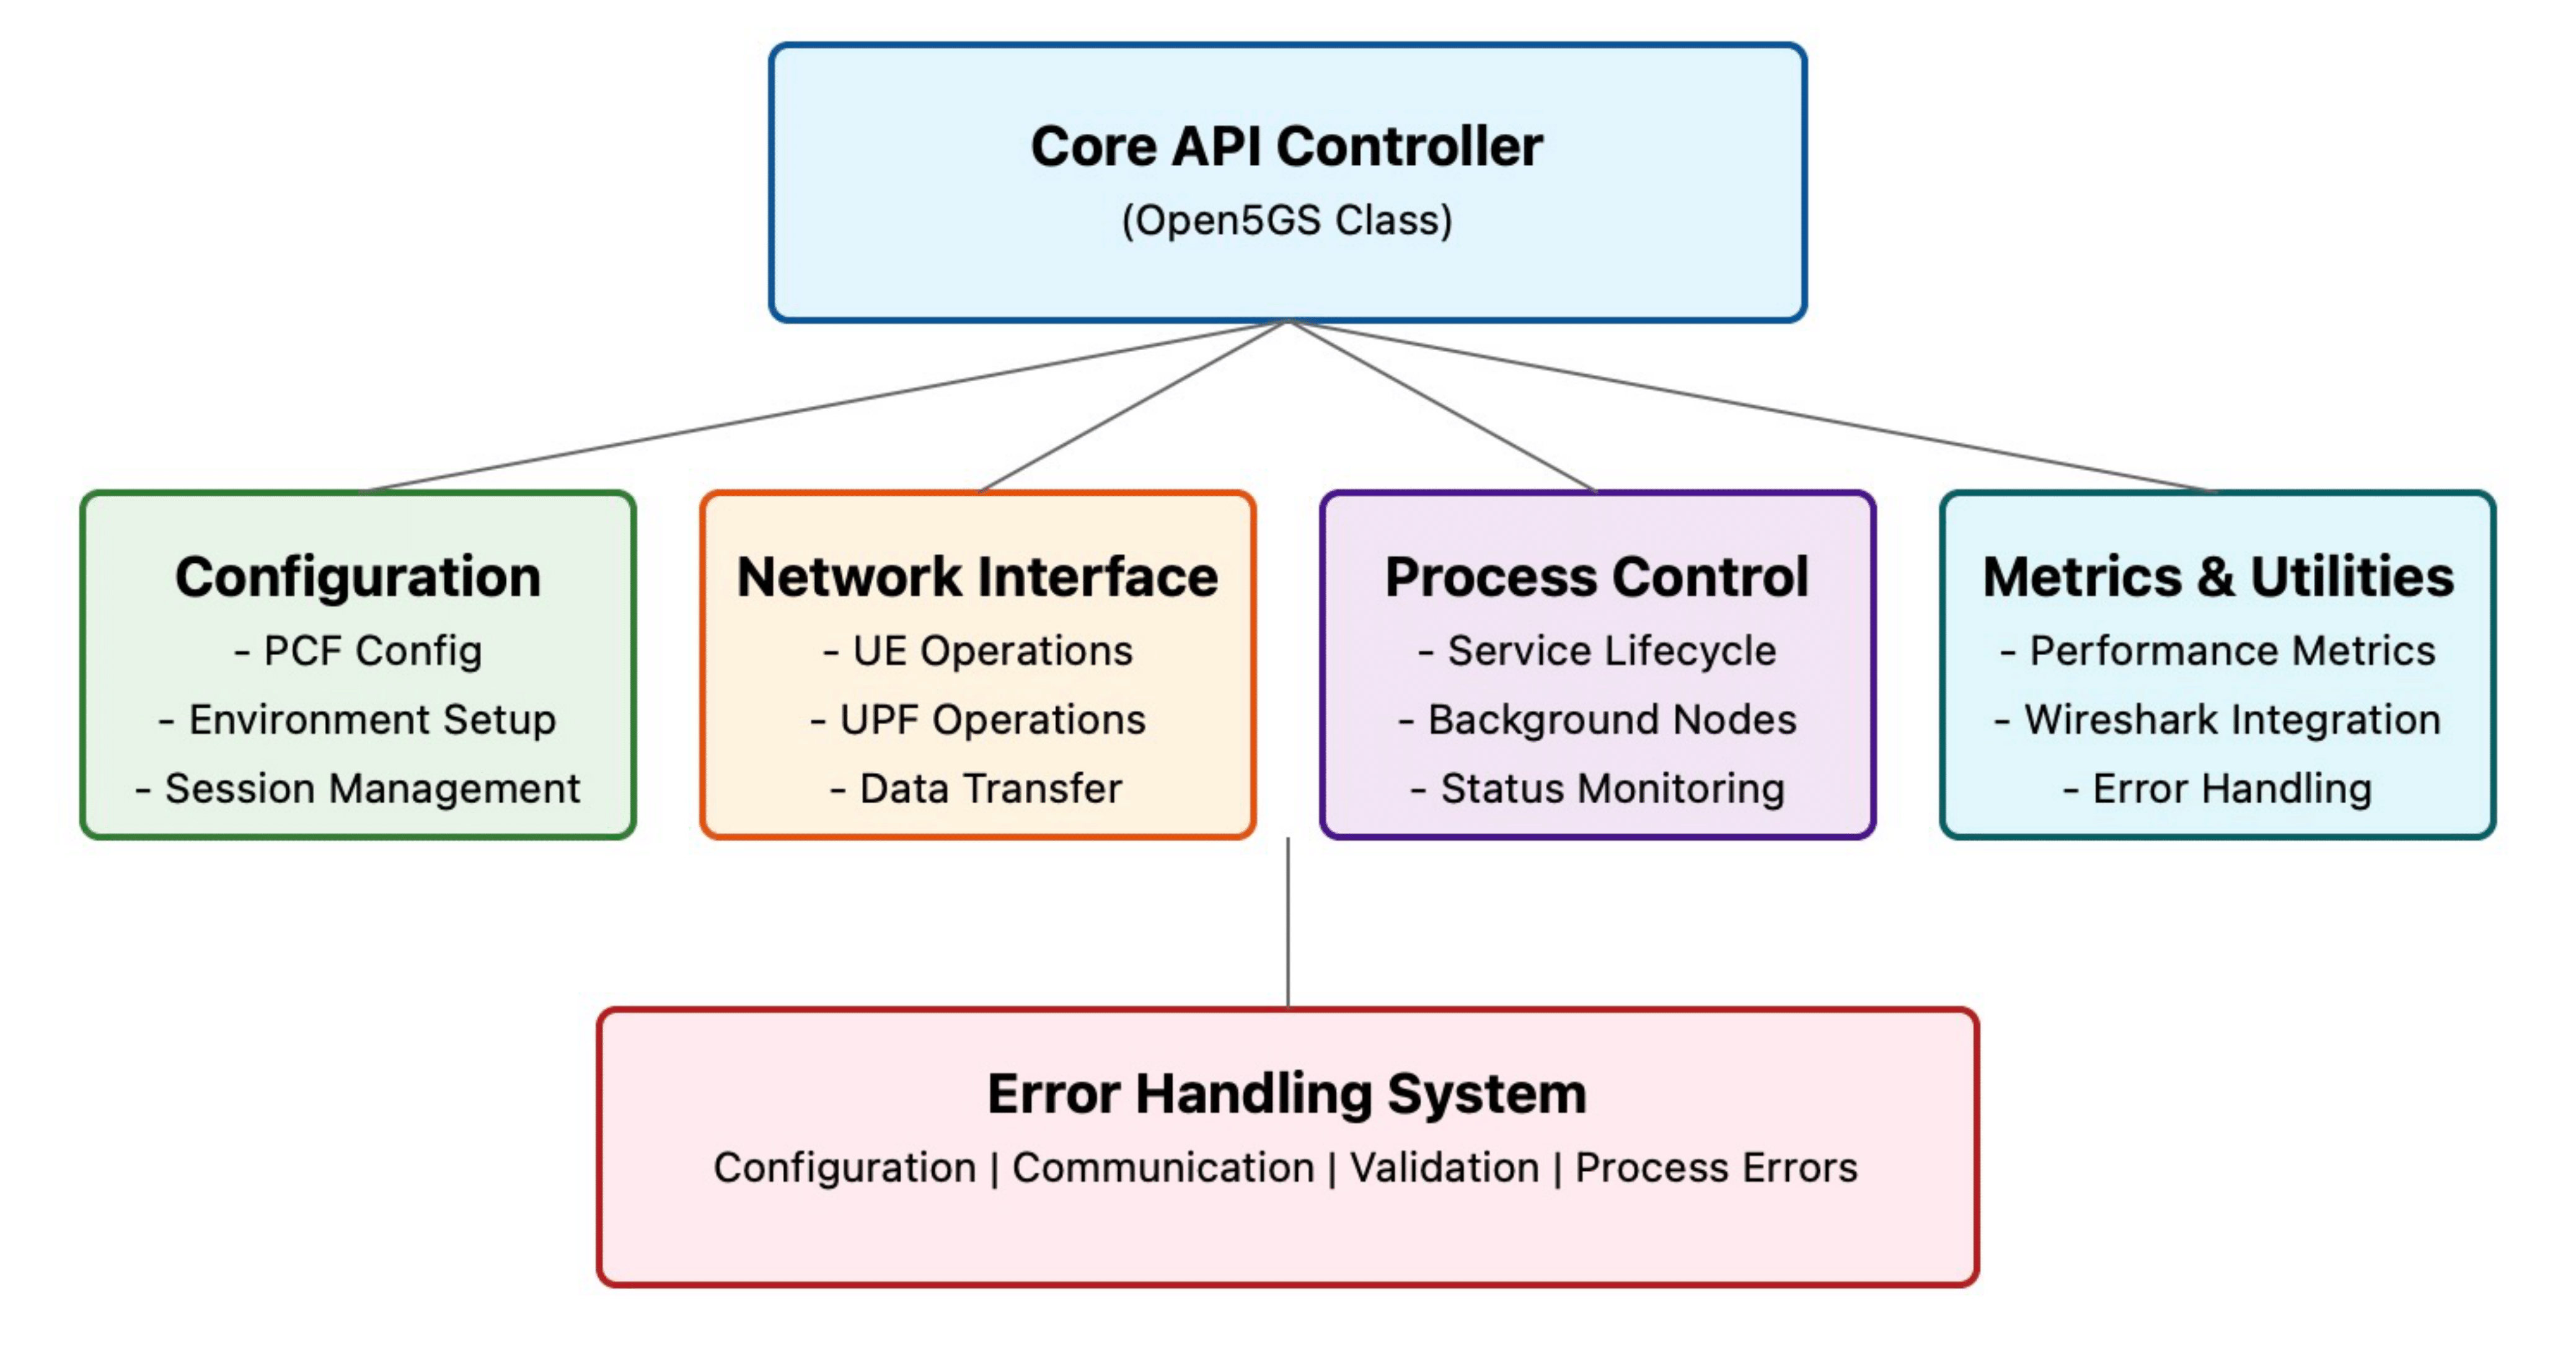 Core API Controller
(Open5GS Class)
Configuration
- PCF Config
- Environment Setup
- Session Management
Network Interface
- UE Operations
- UPF Operations
- Data Transfer
Process Control
- Service Lifecycle
- Background Nodes
- Status Monitoring
Metrics & Utilities
- Performance Metrics
- Wireshark Integration
- Error Handling
Error Handling System
Configuration | Communication | Validation | Process Errors